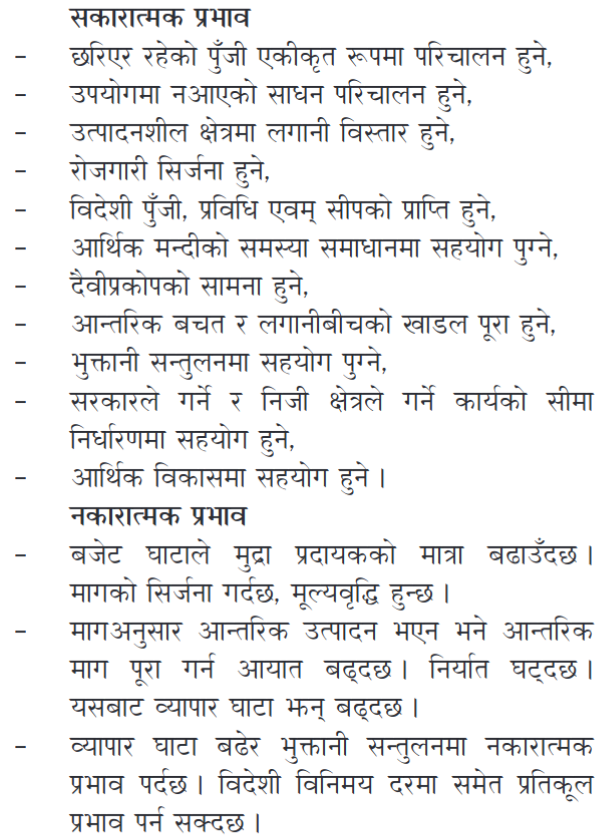 सकारात्मक प्रभाव
– छरिएर रहेको पुँजी एकीकृत रूपमा परिचालन हुने,
– उपयोगमा नआएको साधन परिचालन हुने,
– उत्पादनशील क्षेत्रमा लगानी विस्तार हुने,
– रोजगारी सिर्जना हुने,
– विदेशी पुँजी, प्रविधि एवम् सीपको प्राप्ति हुने,
– आर्थिक मन्दीको समस्या समाधानमा सहयोग पुग्ने,
– दैवीप्रकोपको सामना हुने,
– आन्तरिक बचत र लगानीबीचको खाडल पूरा हुने,
– भुक्तानी सन्तुलनमा सहयोग पुग्ने,
– सरकारले गर्ने र निजी क्षेत्रले गर्ने कार्यको सीमा
निर्धारणमा सहयोग हुने,
– आर्थिक विकासमा सहयोग हुने ।
नकारात्मक प्रभाव
– बजेट घाटाले मुद्रा प्रदायकको मात्रा बढाउँदछ ।
मागको सिर्जना गर्दछ, मूल्यवृद्धि हुन्छ ।
– मागअनुसार आन्तरिक उत्पादन भएन भने आन्तरिक
माग पूरा गर्न आयात बढ्दछ । निर्यात घट्दछ ।
यसबाट व्यापार घाटा झन् बढ्दछ ।
– व्यापार घाटा बढेर भुक्तानी सन्तुलनमा नकारात्मक
प्रभाव पर्दछ । विदेशी विनिमय दरमा समेत प्रतिकूल
प्रभाव पर्न सक्दछ ।